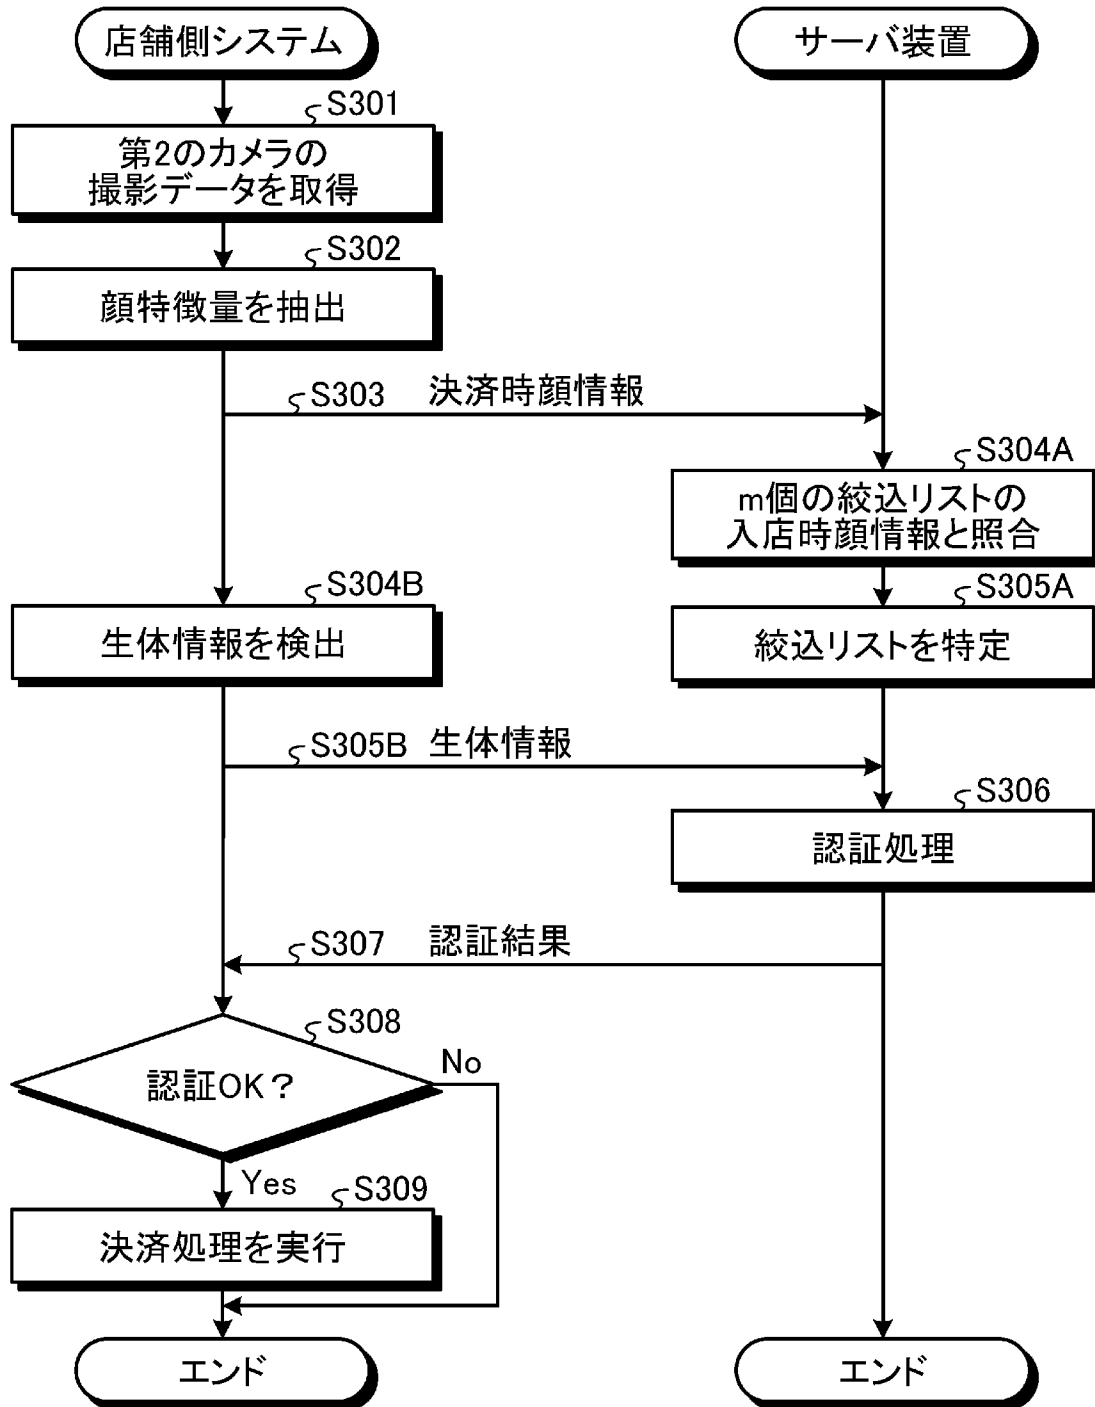 店舗側システム
サーバ装置
S301
第2のカメラの
撮影データを取得
S302
顔特徴量を抽出
S303 決済時顔情報
S304A
m個の絞込リストの
入店時顔情報と照合
S304B
生体情報を検出
S305A
絞込リストを特定
S305B 生体情報
S306
認証処理
S307 認証結果
S308
認証OK?
No
Yes
S309
決済処理を実行
エンド
エンド